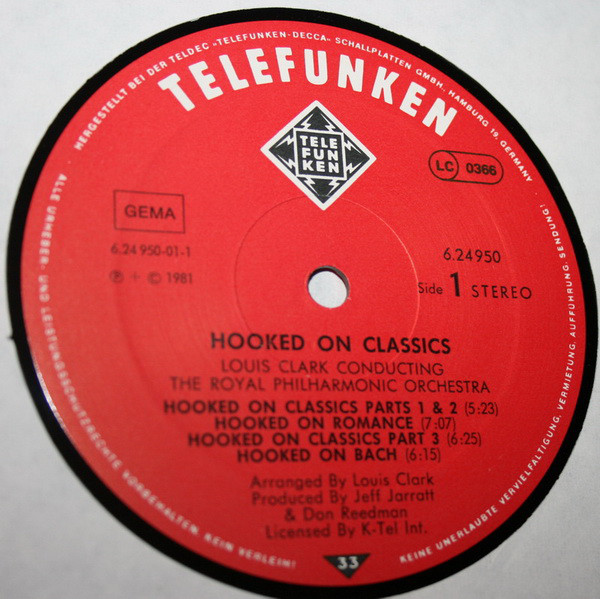 HERGESTELLT BEI DER TELDEC »TELEFUNKEN-DECCA« SCHALLPLATTEN GMBH., HAMBURG 19, GERMANY
TELEFUNKEN
TELE
FUN
KEN
LC 0366
GEMA
6.24 950-01-1
Ⓟ + © 1981
6.24950
Side 1 STEREO
HOOKED ON CLASSICS
LOUIS CLARK CONDUCTING
THE ROYAL PHILHARMONIC ORCHESTRA
HOOKED ON CLASSICS PARTS 1 & 2 (5:23)
HOOKED ON ROMANCE (7:07)
HOOKED ON CLASSICS PART 3 (6:25)
HOOKED ON BACH (6:15)
Arranged By Louis Clark
Produced By Jeff Jarratt
& Don Reedman
Licensed By K-Tel Int.
33
ALLE URHEBER- UND LEISTUNGSSCHUTZRECHTE VORBEHALTEN. KEIN VERLEIH!
KEINE UNERLAUBTE VERVIELFÄLTIGUNG, VERMIETUNG, AUFFÜHRUNG, SENDUNG!